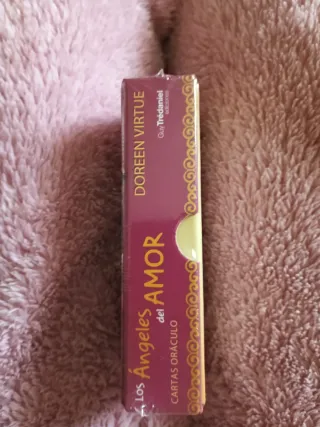 Los Ángeles
del AMOR
CARTAS ORÁCULO
DOREEN VIRTUE
Guy Trédaniel